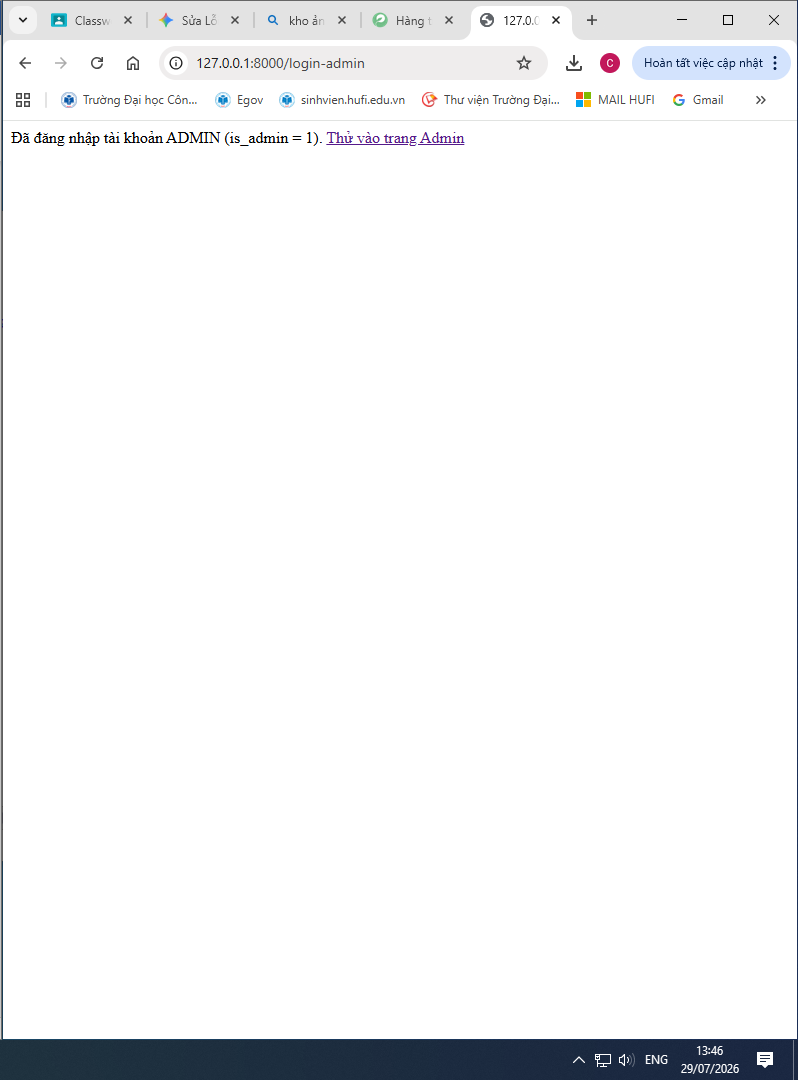 Classw
Sửa Lỗ
kho ản
Hàng t
127.0.0
127.0.0.1:8000/login-admin
C
Hoàn tất việc cập nhật
Trường Đại học Côn...
Egov
sinhvien.hufi.edu.vn
Thư viện Trường Đại...
MAIL HUFI
Gmail
Đã đăng nhập tài khoản ADMIN (is_admin = 1). Thử vào trang Admin
ENG
13:46
29/07/2026